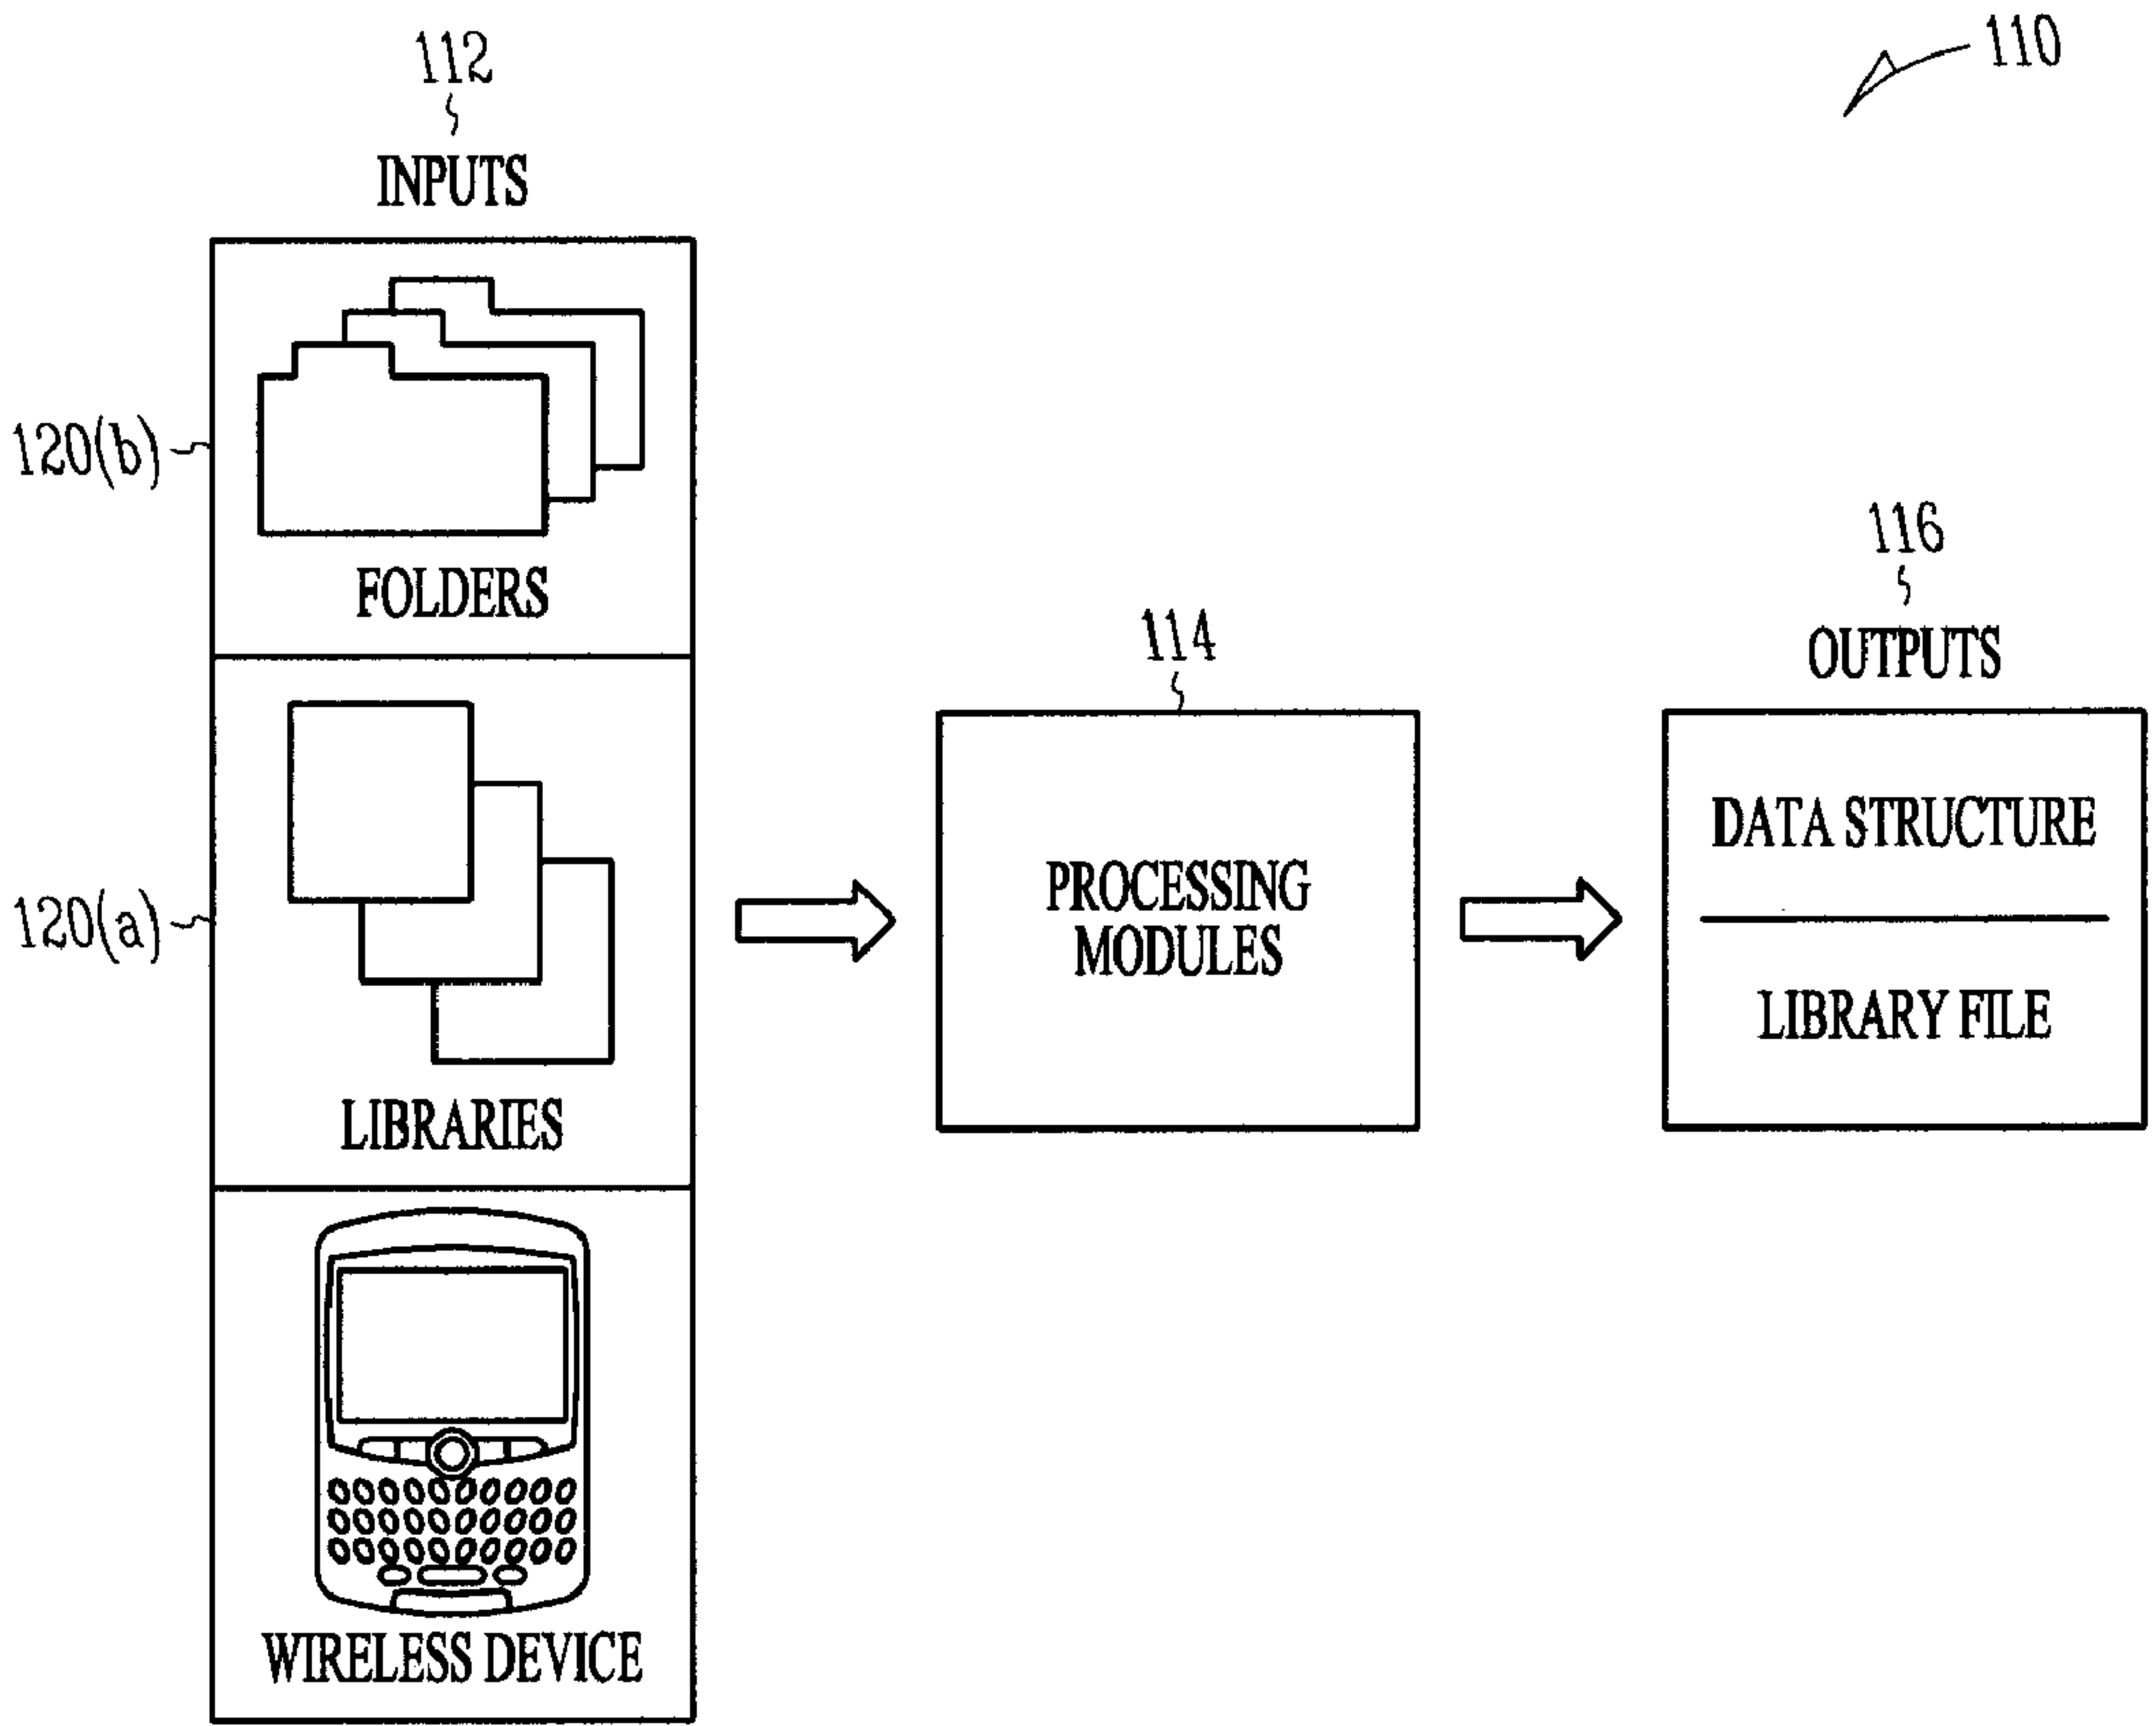 112
110
INPUTS
120(b)
FOLDERS
120(a)
LIBRARIES
WIRELESS DEVICE
114
PROCESSING
MODULES
116
OUTPUTS
DATA STRUCTURE
LIBRARY FILE